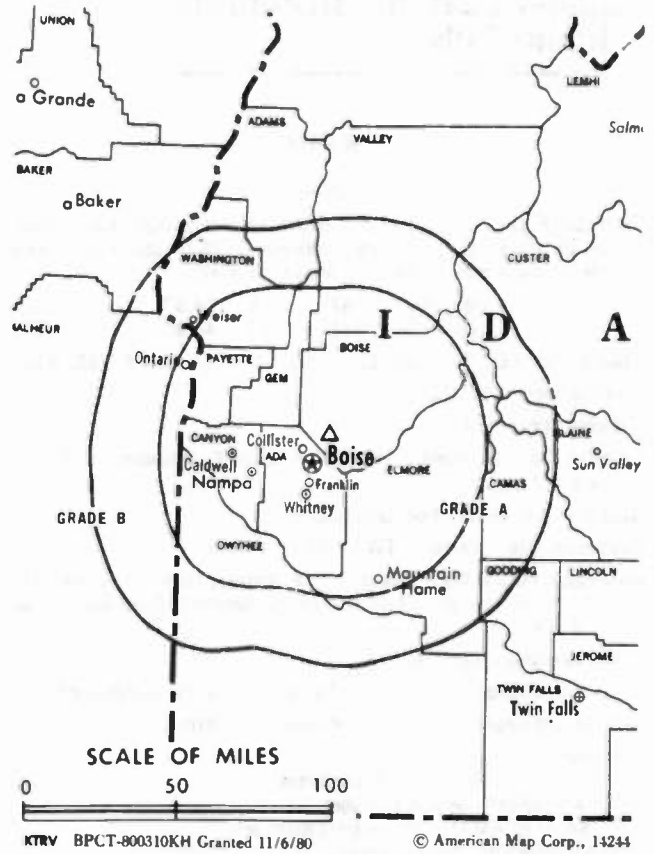 UNION
LEMHI
a Grande
ADAMS
VALLEY
Salm
BAKER
Baker
WASHINGTON
CUSTER
MALHEUR
Weiser
I D A
BOISE
Ontario
PAYETTE
GEM
BLAINE
CANYON
Collister
Boise
ADA
Sun Valley
Caldwell
ELMORE
Nampa
Franklin
CAMAS
Whitney
GRADE B
GRADE A
OWYHEE
Mountain
Home
GOODING
LINCOLN
JEROME
TWIN FALLS
Twin Falls
SCALE OF MILES
0 50 100
KTRV BPCT-800310KH Granted 11/6/80
© American Map Corp., 14244